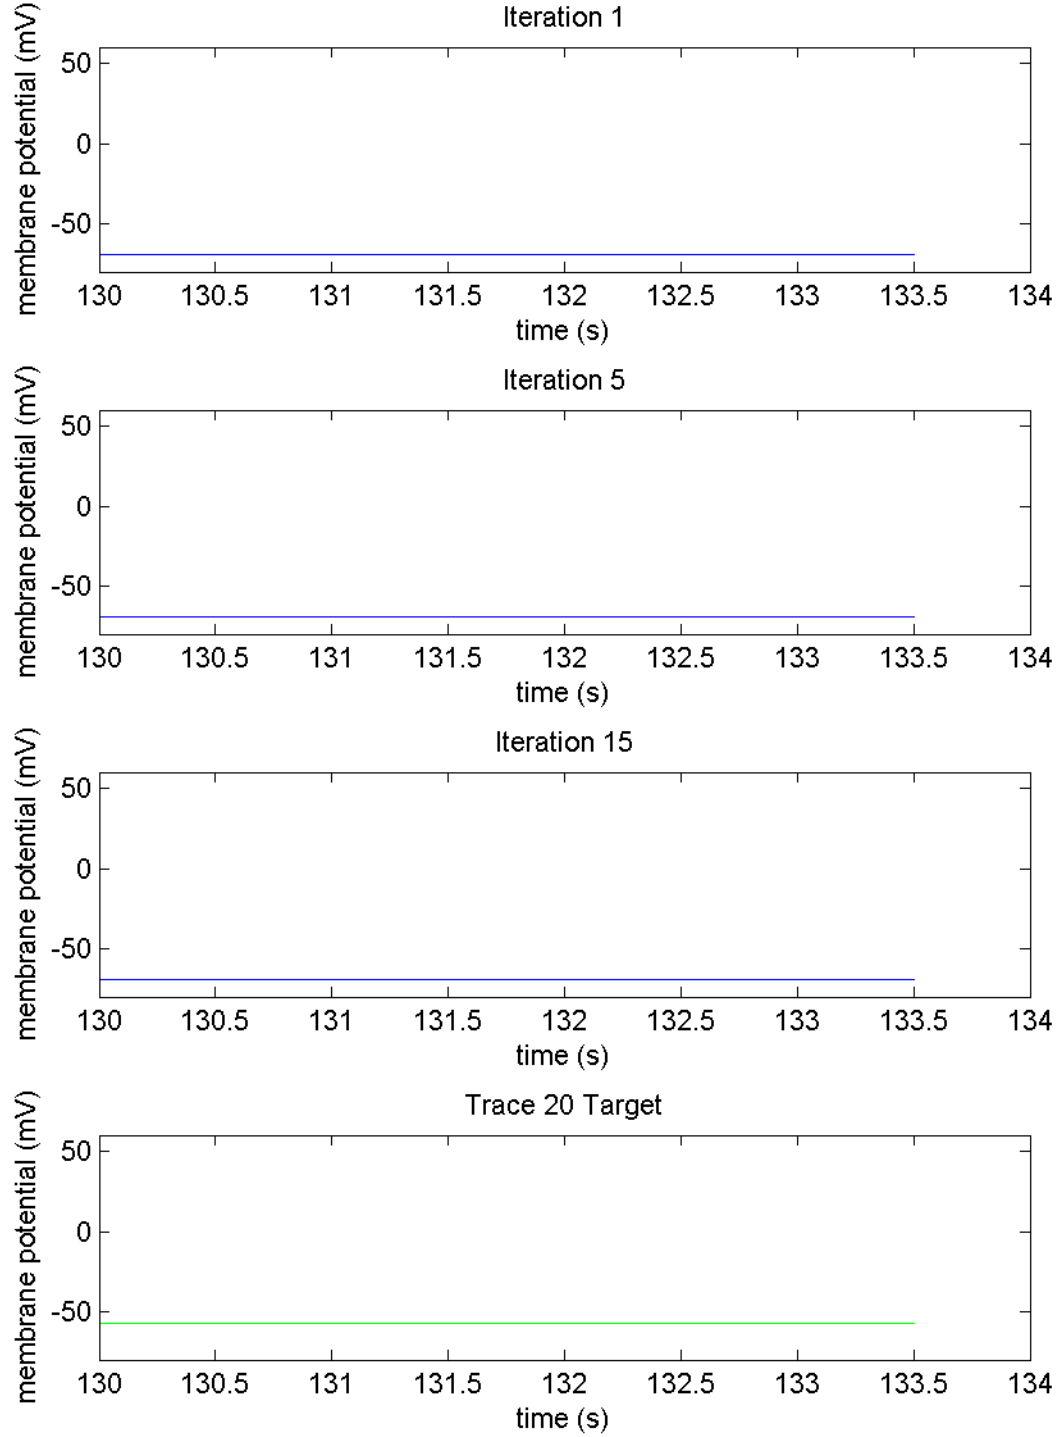 Iteration 1
membrane potential (mV)
50
0
-50
130 130.5 131 131.5 132 132.5 133 133.5 134
time (s)
Iteration 5
membrane potential (mV)
50
0
-50
130 130.5 131 131.5 132 132.5 133 133.5 134
time (s)
Iteration 15
membrane potential (mV)
50
0
-50
130 130.5 131 131.5 132 132.5 133 133.5 134
time (s)
Trace 20 Target
membrane potential (mV)
50
0
-50
130 130.5 131 131.5 132 132.5 133 133.5 134
time (s)